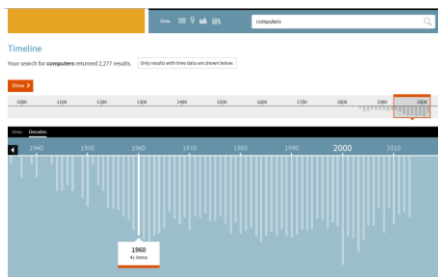 View
computers
Timeline
Your search for computers returned 2,277 results. Only results with time data are shown below.
Show
1000 1100 1200 1300 1400 1500 1600 1700 1800 1900 2000
View Decades
1940 1950 1960 1970 1980 1990 2000 2010
1960
41 items